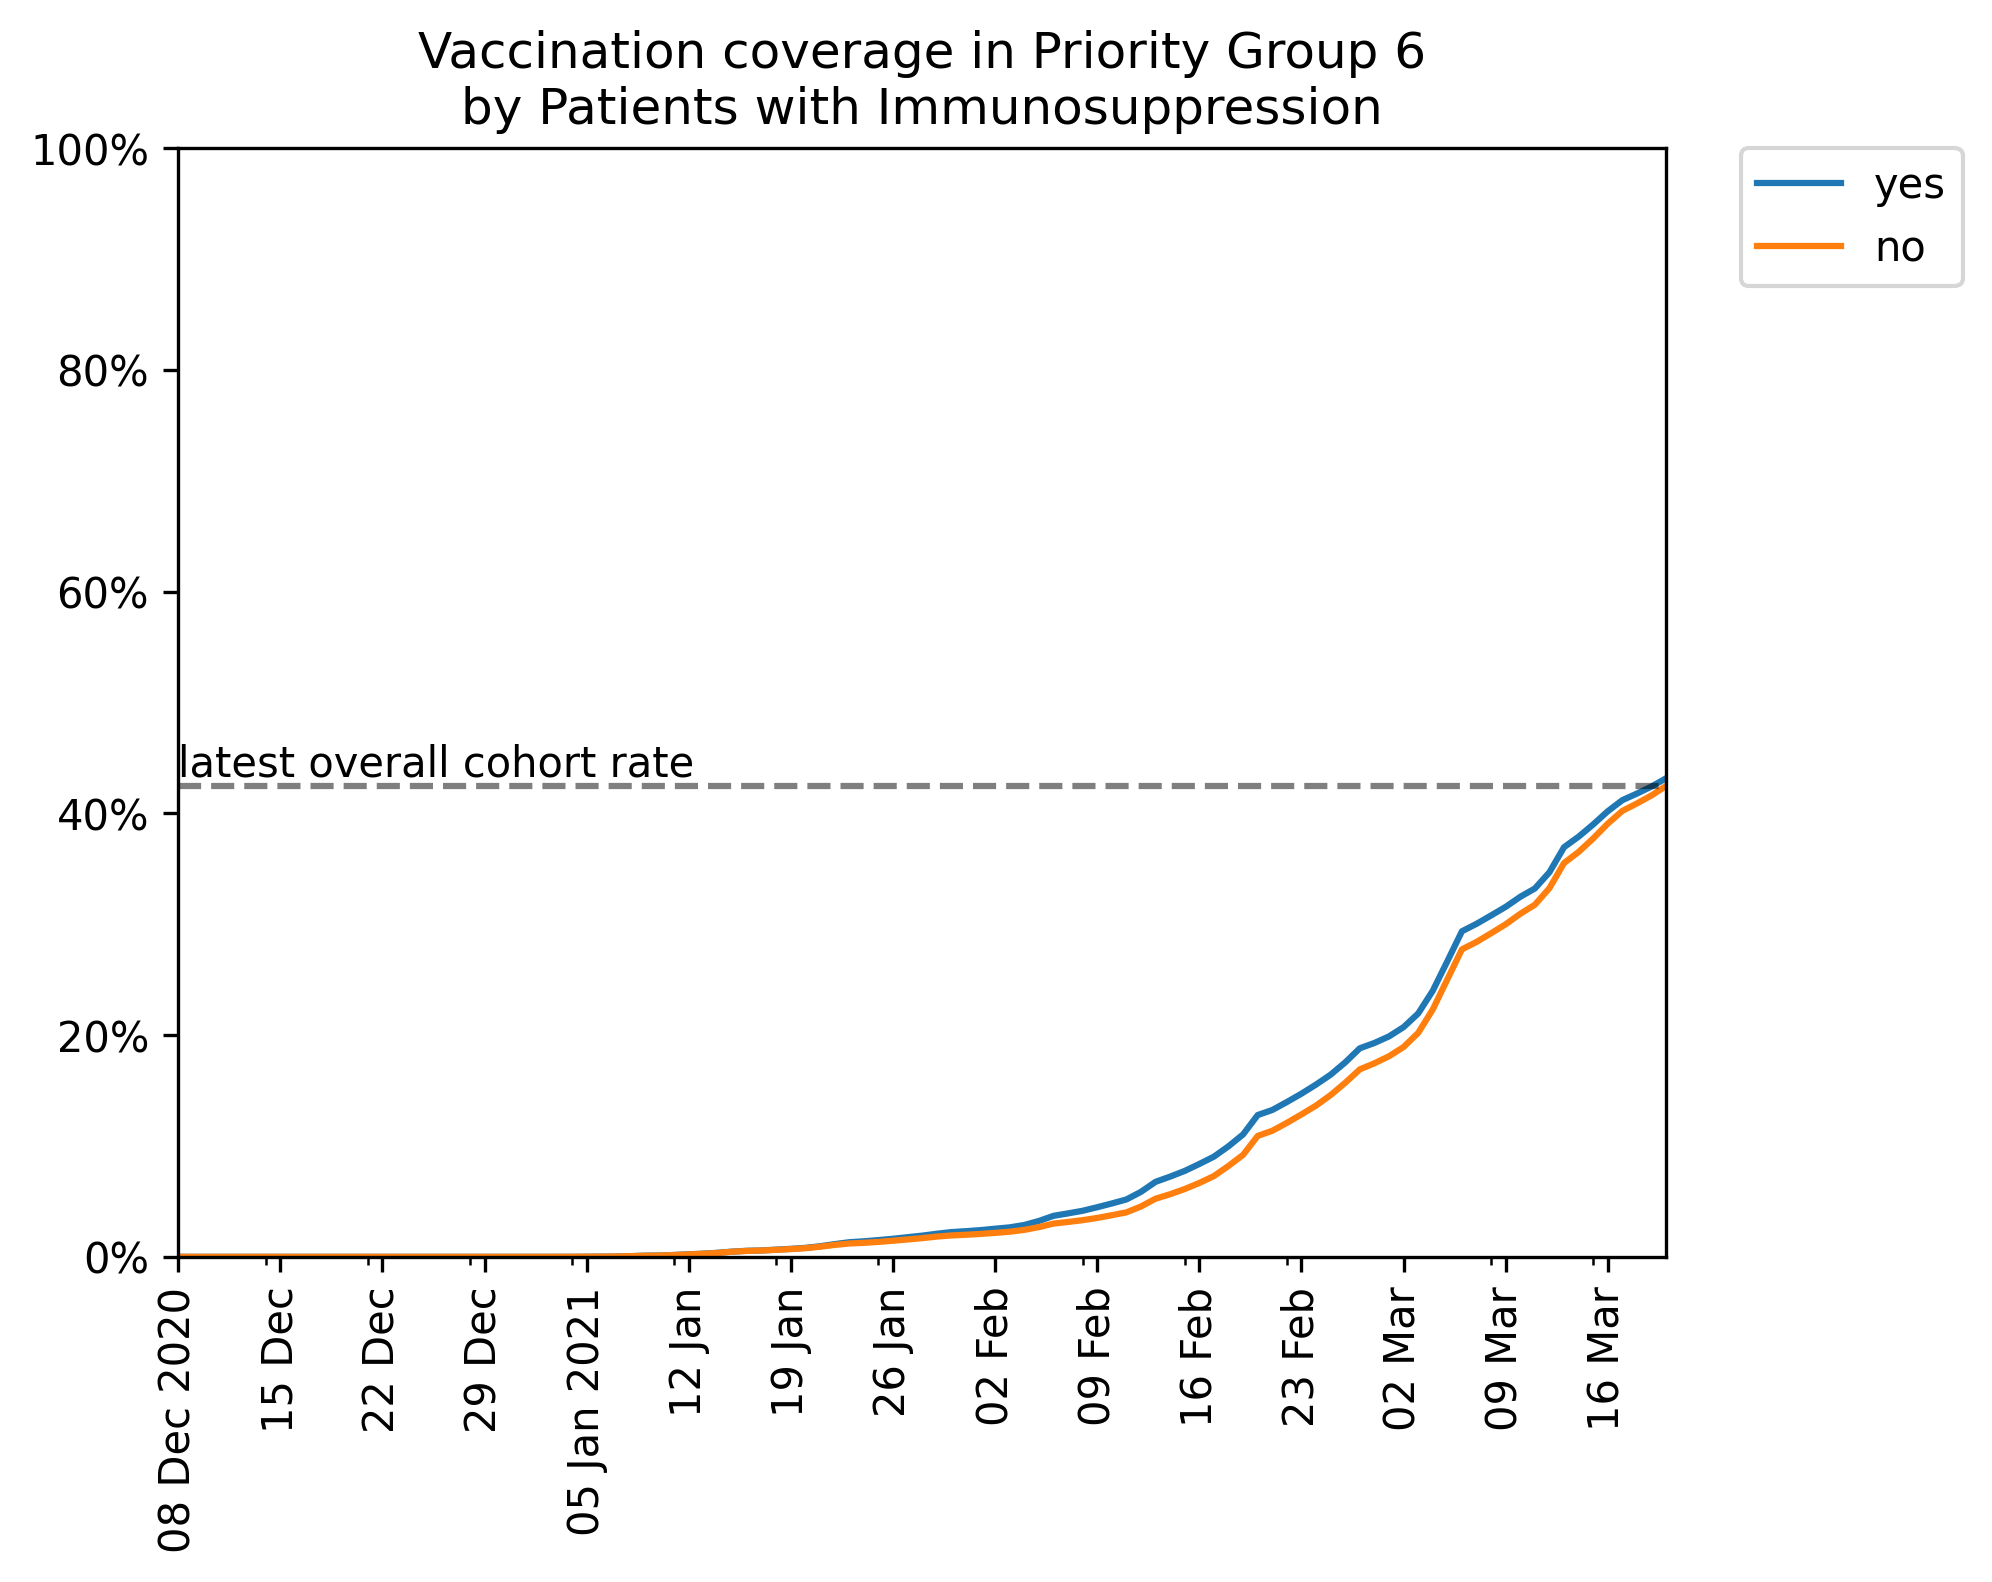 Vaccination coverage in Priority Group 6
by Patients with Immunosuppression
100%
80%
60%
40%
20%
0%
latest overall cohort rate
yes
no
08 Dec 2020
15 Dec
22 Dec
29 Dec
05 Jan 2021
12 Jan
19 Jan
26 Jan
02 Feb
09 Feb
16 Feb
23 Feb
02 Mar
09 Mar
16 Mar